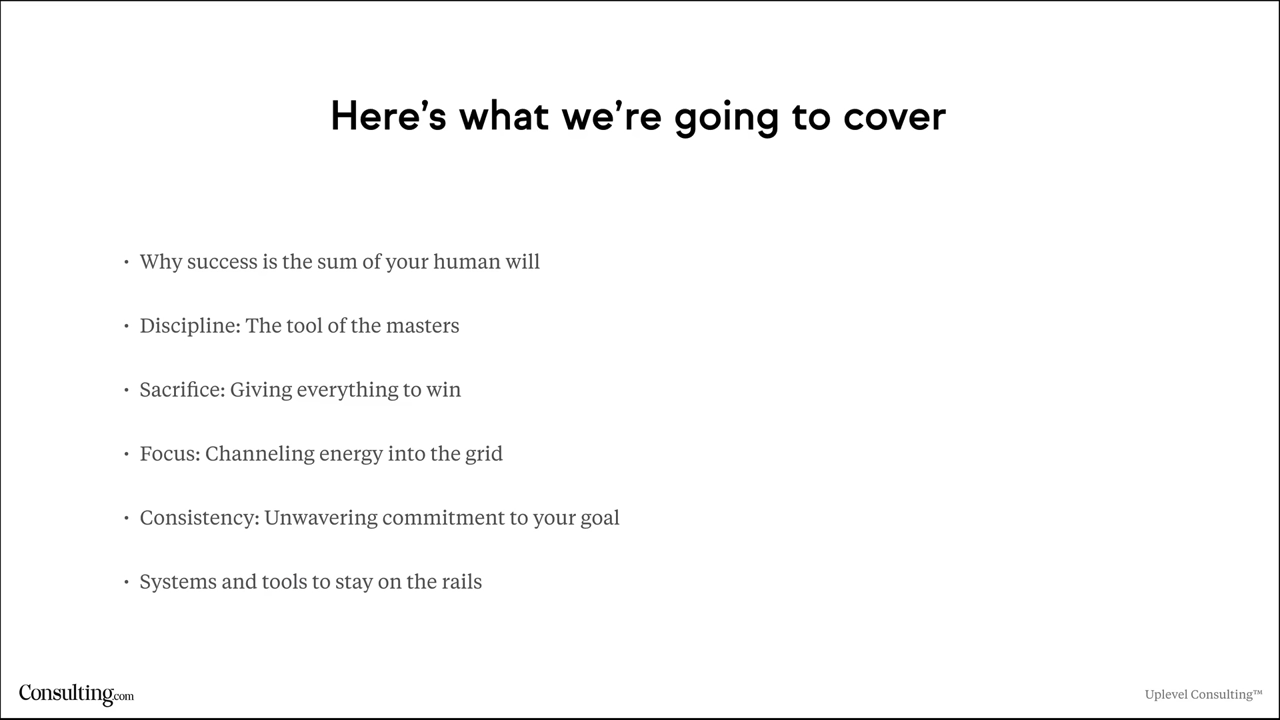 Here’s what we’re going to cover
• Why success is the sum of your human will
• Discipline: The tool of the masters
• Sacrifice: Giving everything to win
• Focus: Channeling energy into the grid
• Consistency: Unwavering commitment to your goal
• Systems and tools to stay on the rails
Consulting.com
Uplevel Consulting™